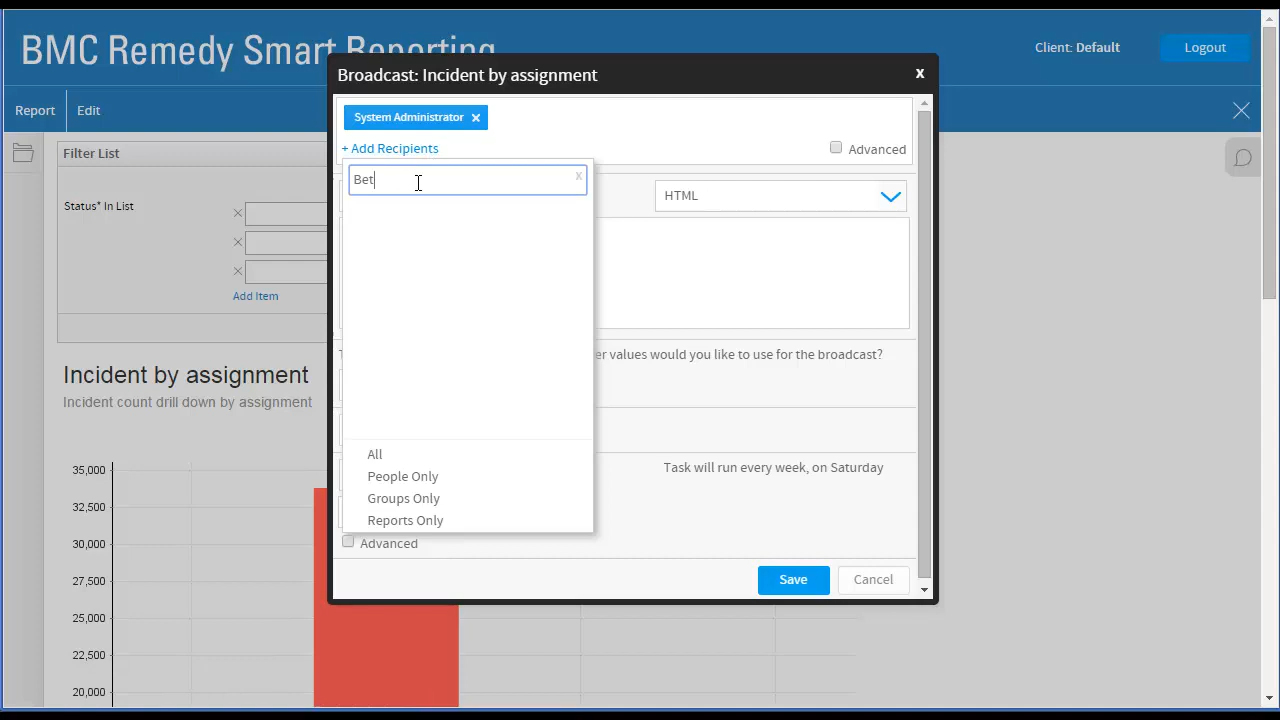 BMC Remedy Smart Reporting
Client: Default
Logout
Report
Edit
Broadcast: Incident by assignment
x
System Administrator x
+ Add Recipients
Advanced
Filter List
Bet
x
HTML
Status* In List
Add Item
er values would you like to use for the broadcast?
Incident by assignment
Incident count drill down by assignment
All
People Only
Groups Only
Reports Only
Task will run every week, on Saturday
Advanced
Save
Cancel
35,000
32,500
30,000
27,500
25,000
22,500
20,000